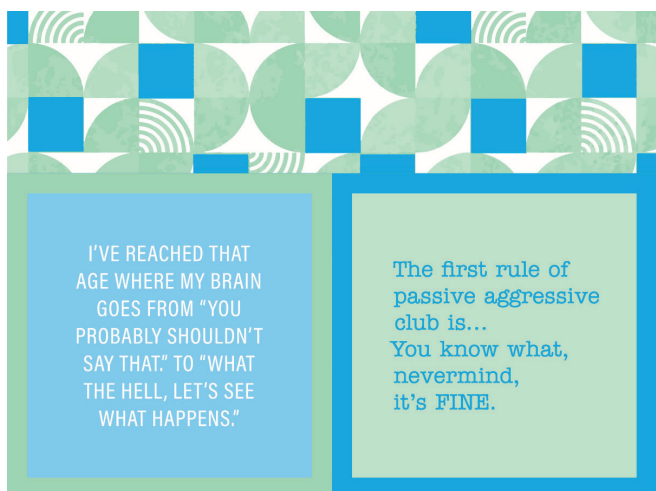 I'VE REACHED THAT
AGE WHERE MY BRAIN
GOES FROM “YOU
PROBABLY SHOULDN'T
SAY THAT.” TO “WHAT
THE HELL, LET'S SEE
WHAT HAPPENS.”
The first rule of
passive aggressive
club is...
You know what,
nevermind,
it's FINE.